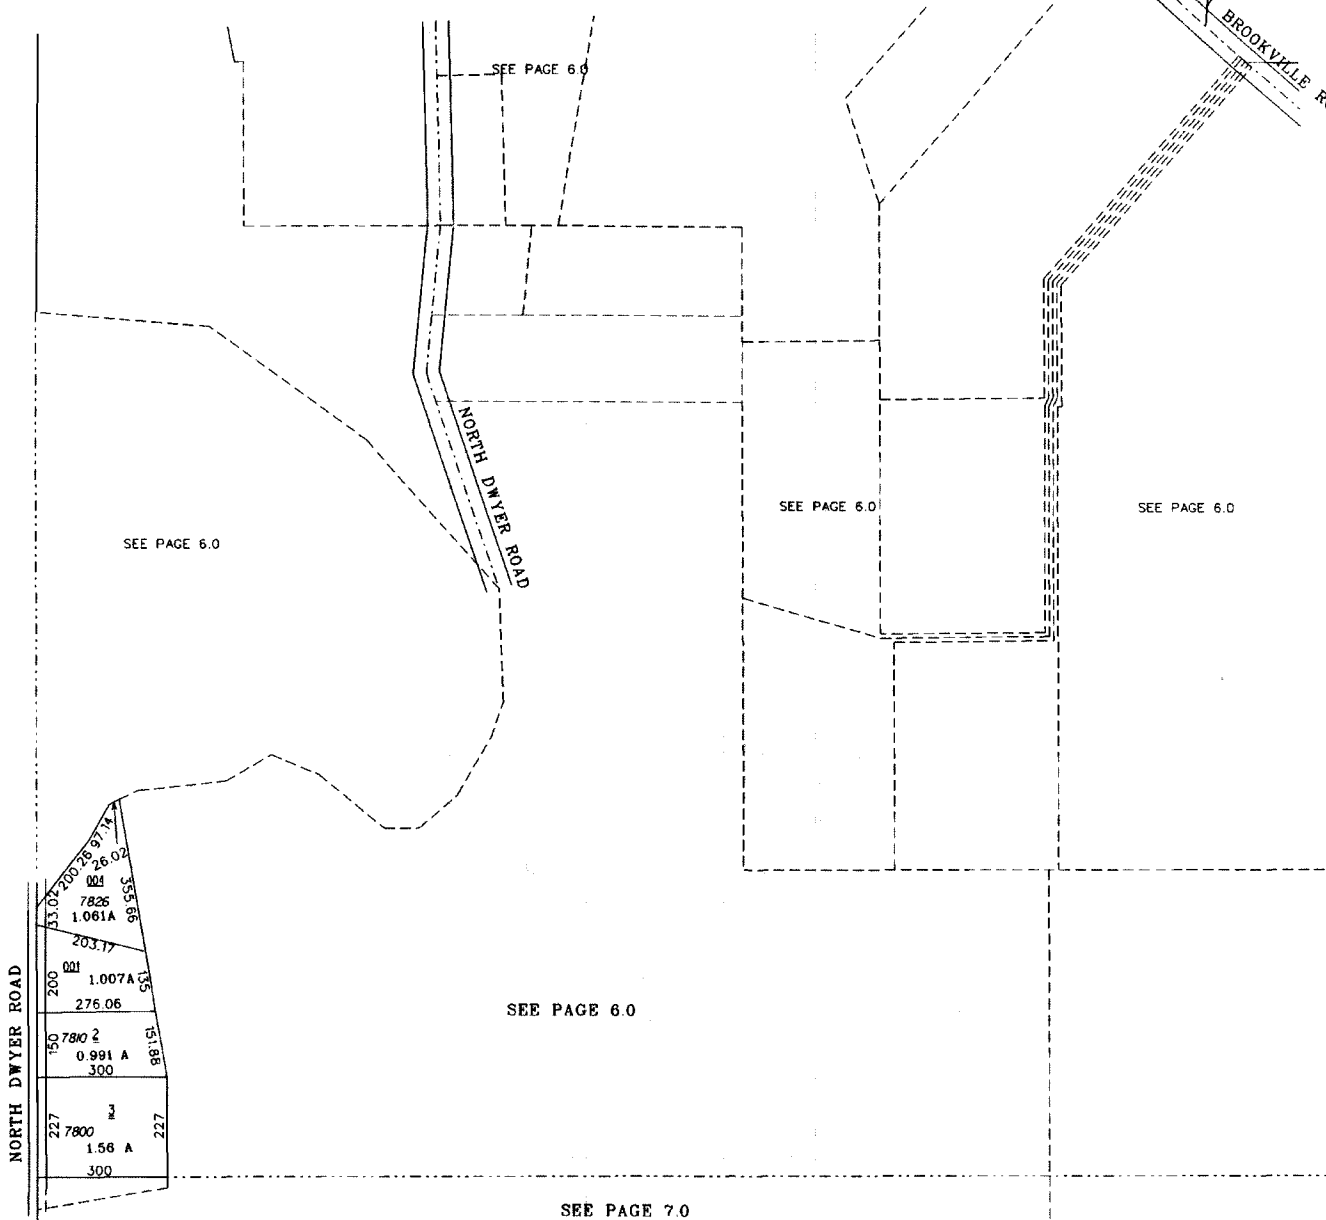 BROOKVILLE R
SEE PAGE 6.0
NORTH DWYER ROAD
SEE PAGE 6.0
SEE PAGE 6.0
SEE PAGE 6.0
97.14
200.26
26.02
004
7826
1.061A
33.02
355.66
203.17
001
1.007A
200
135
276.06
7810 2
150
0.991 A
151.88
300
SEE PAGE 6.0
3
227
7800
227
1.56 A
300
NORTH DWYER ROAD
SEE PAGE 7.0